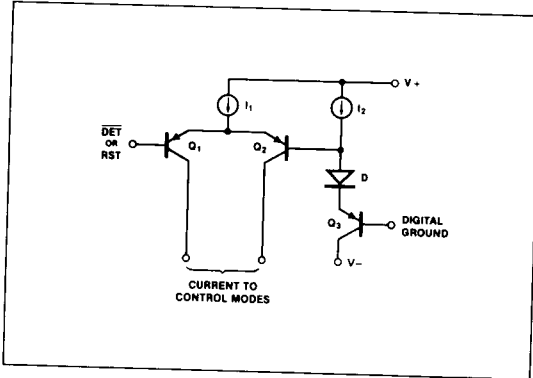 V+
I1
I2
DET
OR
RST
Q1
Q2
D
Q3
DIGITAL
GROUND
V−
CURRENT TO
CONTROL MODES